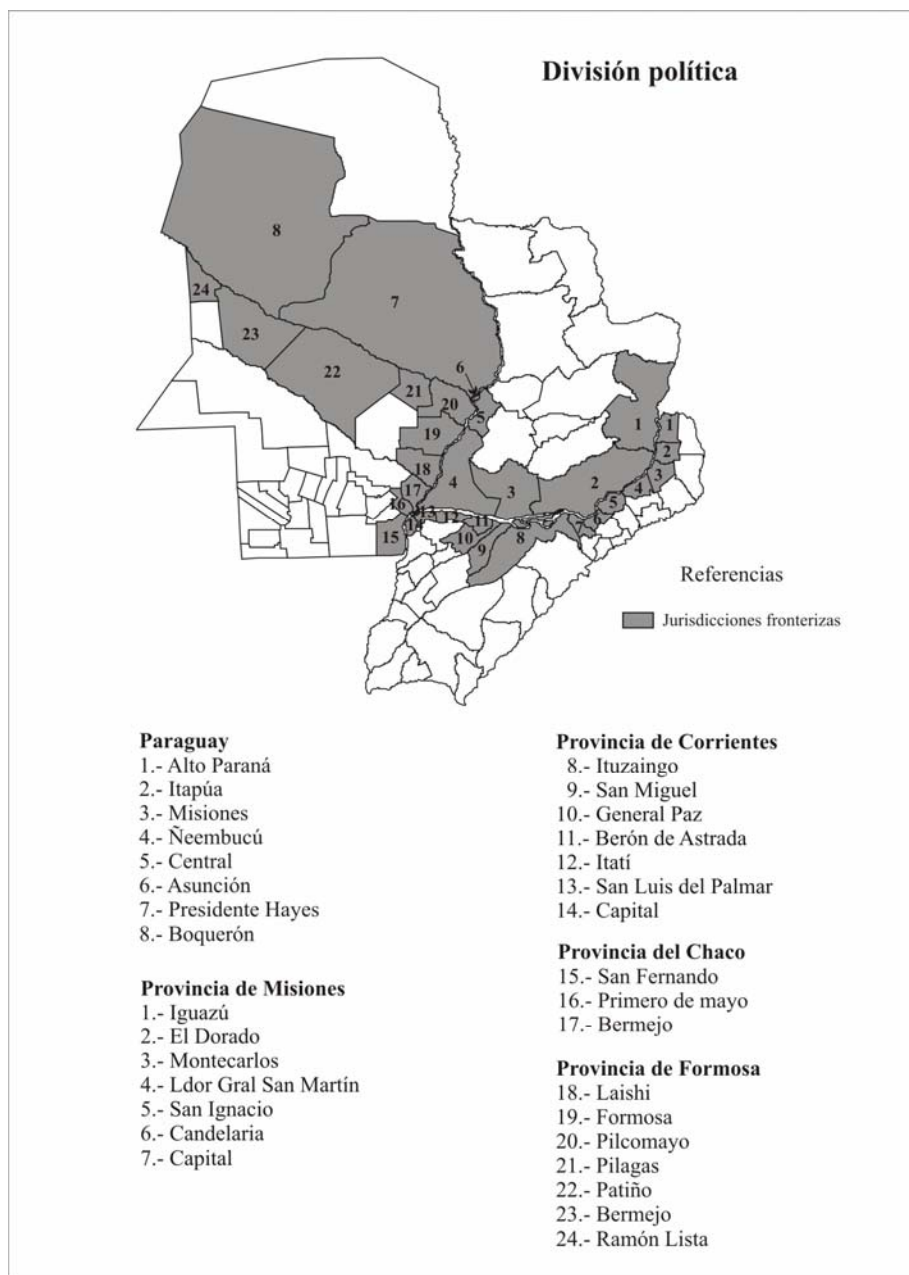 División política
8
24
7
23
22
6
21
20
5
19
1
1
2
18
4
3
2
3
17
4
16
5
13
12
11
6
14
8
7
15
10
9
Referencias
Jurisdicciones fronterizas
Paraguay
1.- Alto Paraná
2.- Itapúa
3.- Misiones
4.- Ñeembucú
5.- Central
6.- Asunción
7.- Presidente Hayes
8.- Boquerón
Provincia de Misiones
1.- Iguazú
2.- El Dorado
3.- Montecarlos
4.- Ldor Gral San Martín
5.- San Ignacio
6.- Candelaria
7.- Capital
Provincia de Corrientes
8.- Ituzaingo
9.- San Miguel
10.- General Paz
11.- Berón de Astrada
12.- Itatí
13.- San Luis del Palmar
14.- Capital
Provincia del Chaco
15.- San Fernando
16.- Primero de mayo
17.- Bermejo
Provincia de Formosa
18.- Laishi
19.- Formosa
20.- Pilcomayo
21.- Pilagas
22.- Patiño
23.- Bermejo
24.- Ramón Lista